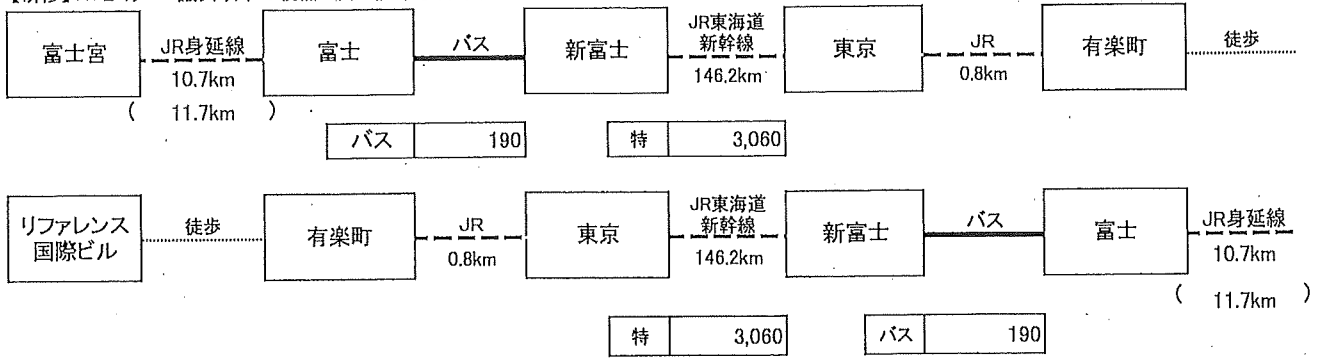 富士宮 JR身延線 10.7km ( 11.7km ) 富士 バス 新富士 JR東海道 新幹線 146.2km 東京 JR 0.8km 有楽町 徒歩
バス 190 特 3,060
リファレンス 国際ビル 徒歩 有楽町 JR 0.8km 東京 JR東海道 新幹線 146.2km 新富士 バス 富士 JR身延線 10.7km ( 11.7km )
特 3,060 バス 190